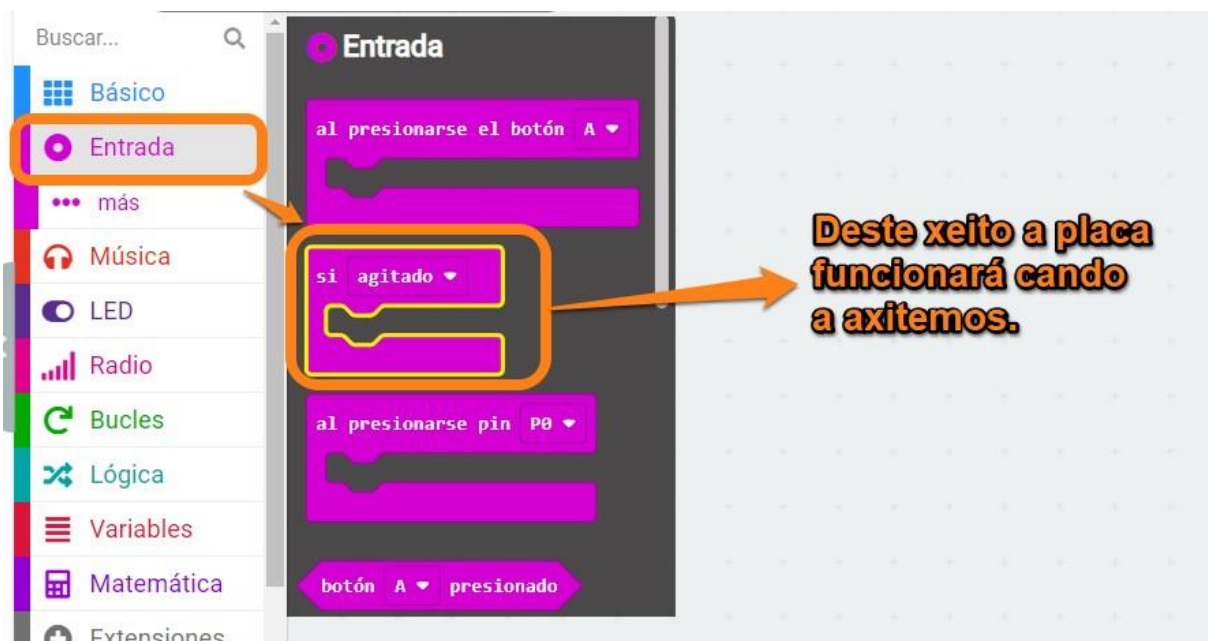 Buscar...
Básico
Entrada
más
Música
LED
Radio
Bucles
Lógica
Variables
Matemática
Extensiones
Entrada
al presionarse el botón A
si agitado
al presionarse pin P0
botón A presionado
Deste xeito a placa
funcionará cando
a axitemos.